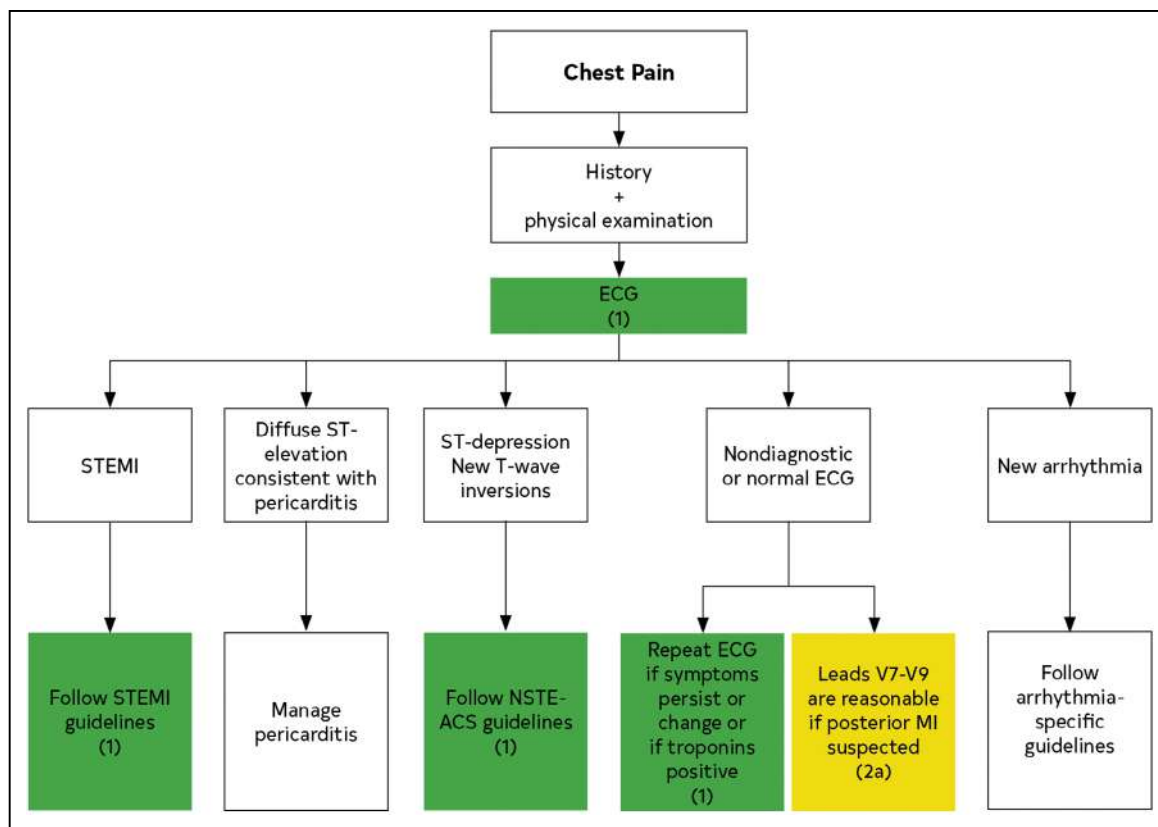 Chest Pain
History
+
physical examination
ECG
(1)
STEMI
Diffuse ST-
elevation
consistent with
pericarditis
ST-depression
New T-wave
inversions
Nondiagnostic
or normal ECG
New arrhythmia
Follow STEMI
guidelines
(1)
Manage
pericarditis
Follow NSTE-
ACS guidelines
(1)
Repeat ECG
if symptoms
persist or
change or
if troponins
positive
(1)
Leads V7-V9
are reasonable
if posterior MI
suspected
(2a)
Follow
arrhythmia-
specific
guidelines